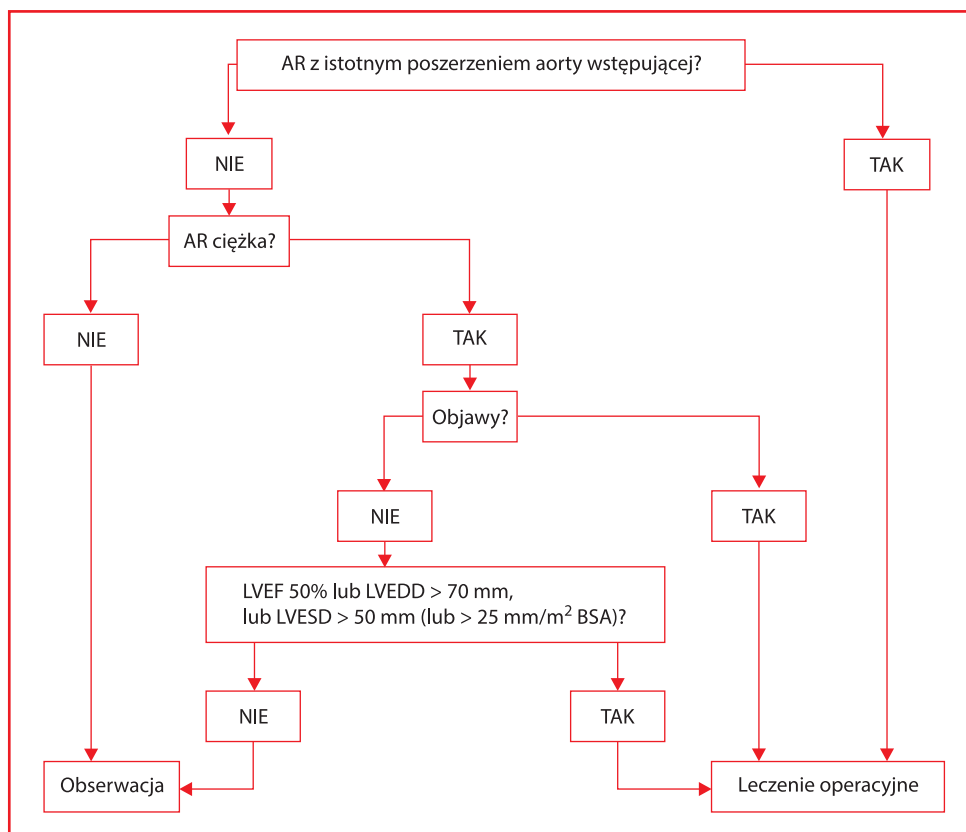 AR z istotnym poszerzeniem aorty wstępującej?
NIE
TAK
AR ciężka?
NIE
TAK
Objawy?
NIE
TAK
LVEF 50% lub LVEDD > 70 mm,
lub LVESD > 50 mm (lub > 25 mm/m² BSA)?
NIE
TAK
Obserwacja
Leczenie operacyjne